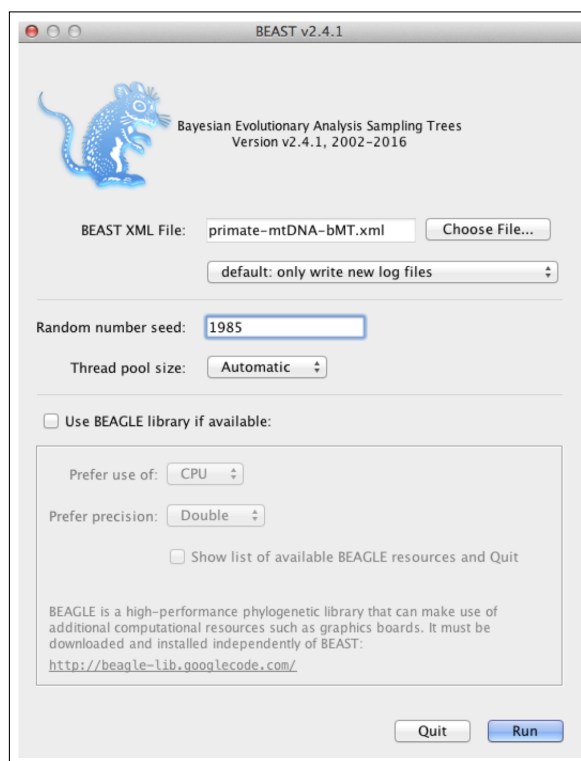 BEAST v2.4.1
Bayesian Evolutionary Analysis Sampling Trees
Version v2.4.1, 2002–2016
BEAST XML File: primate-mtDNA-bMT.xml Choose File...
default: only write new log files
Random number seed: 1985
Thread pool size: Automatic
Use BEAGLE library if available:
Prefer use of: CPU
Prefer precision: Double
Show list of available BEAGLE resources and Quit
BEAGLE is a high-performance phylogenetic library that can make use of
additional computational resources such as graphics boards. It must be
downloaded and installed independently of BEAST:
http://beagle-lib.googlecode.com/
Quit Run